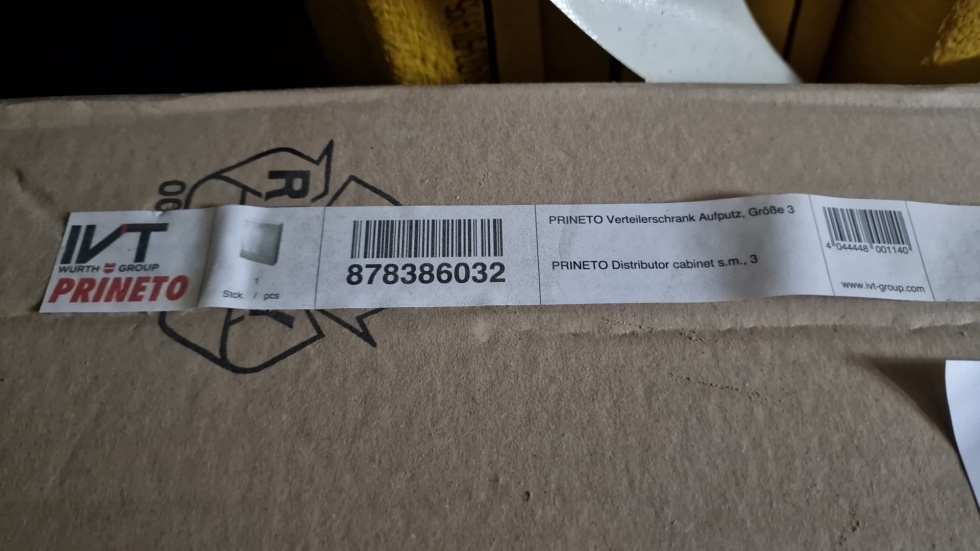 00
R
IVT
WÜRTH GROUP
PRINETO
1
Stck. / pcs
878386032
PRINETO Verteilerschrank Aufputz, Größe 3
PRINETO Distributor cabinet s.m., 3
4 044448 001140
www.ivt-group.com